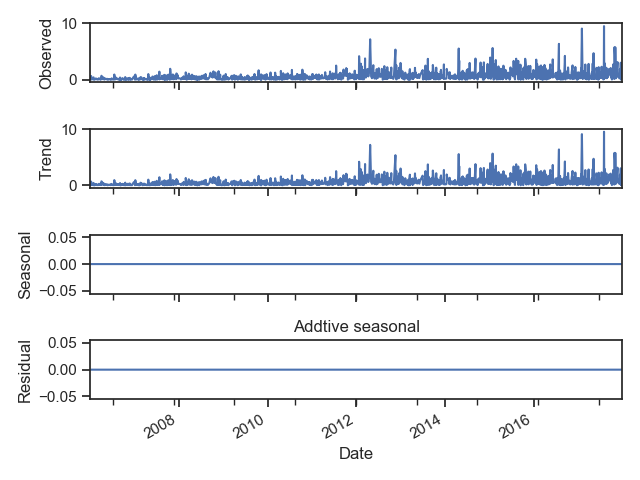 Observed
10
0
Trend
10
0
Seasonal
0.05
0.00
−0.05
Addtive seasonal
Residual
0.05
0.00
−0.05
2008
2010
2012
2014
2016
Date